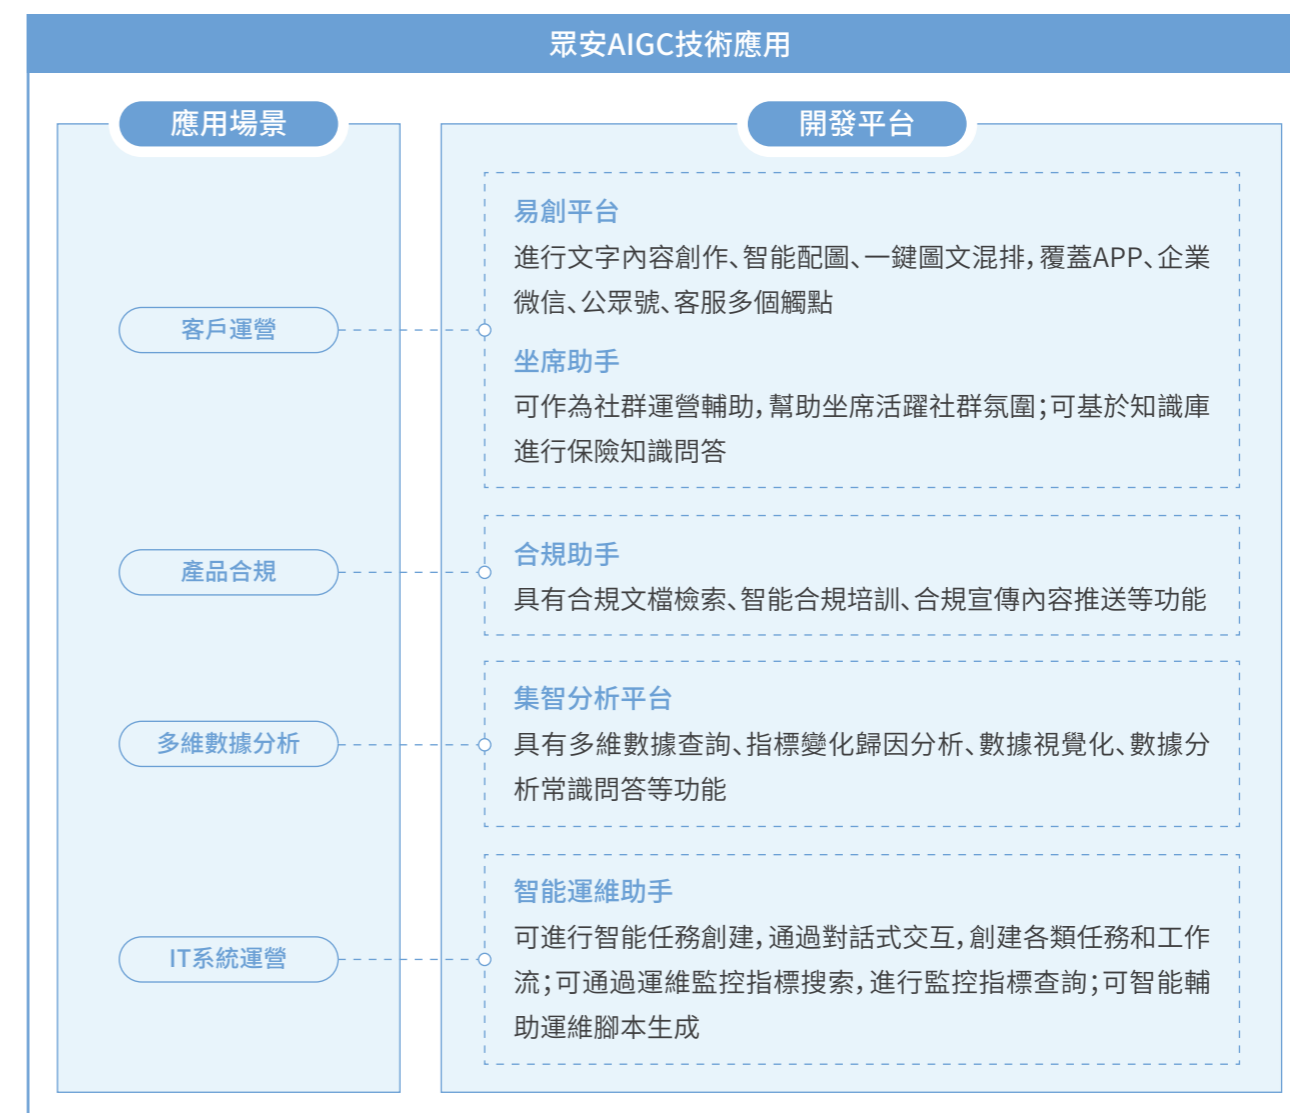 眾安AIGC技術應用
應用場景
開發平台
客戶運營
易創平台
進行文字內容創作、智能配圖、一鍵圖文混排，覆蓋APP、企業
微信、公眾號、客服多個觸點
坐席助手
可作為社群運營輔助，幫助坐席活躍社群氛圍；可基於知識庫
進行保險知識問答
產品合規
合規助手
具有合規文檔檢索、智能合規培訓、合規宣傳內容推送等功能
多維數據分析
集智分析平台
具有多維數據查詢、指標變化歸因分析、數據視覺化、數據分
析常識問答等功能
IT系統運營
智能運維助手
可進行智能任務創建，通過對話式交互，創建各類任務和工作
流；可通過運維監控指標搜索，進行監控指標查詢；可智能輔
助運維腳本生成